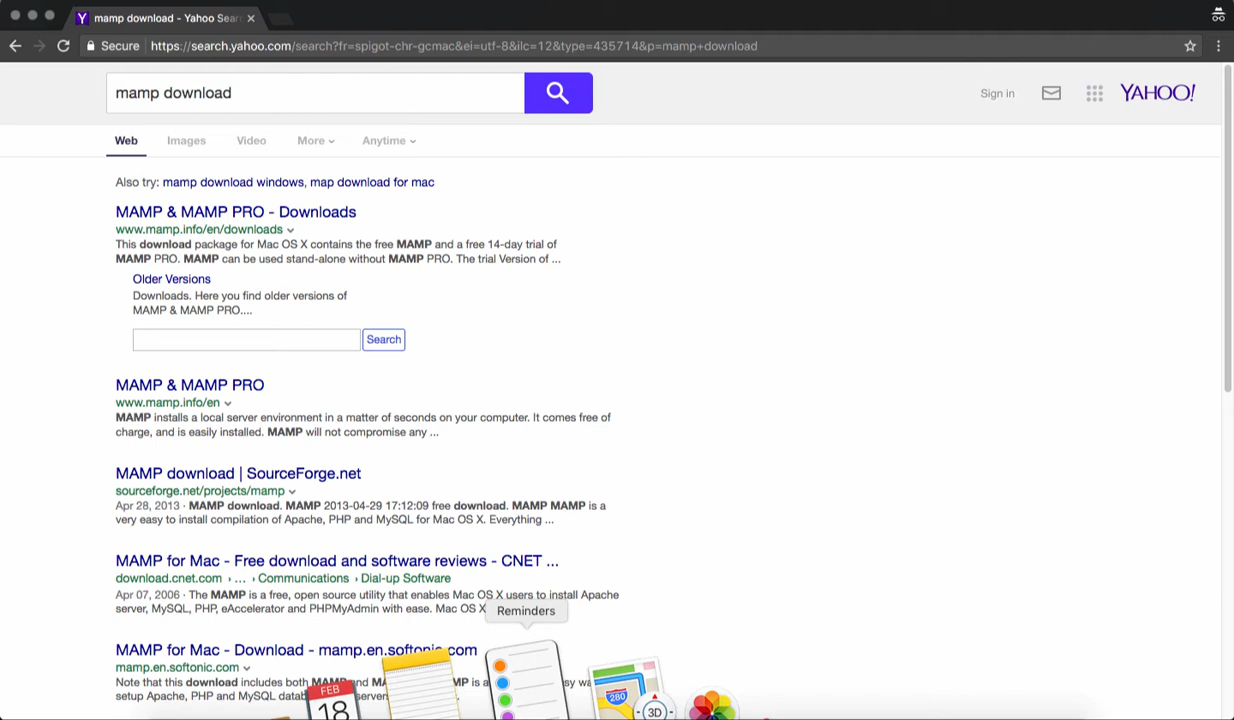 mamp download - Yahoo Sear
Secure https://search.yahoo.com/search?fr=spigot-chr-gcmac&ei=utf-8&ilc=12&type=435714&p=mamp+download
mamp download
Sign in
YAHOO!
Web Images Video More Anytime
Also try: mamp download windows, map download for mac
MAMP & MAMP PRO - Downloads
www.mamp.info/en/downloads
This download package for Mac OS X contains the free MAMP and a free 14-day trial of
MAMP PRO. MAMP can be used stand-alone without MAMP PRO. The trial Version of ...
Older Versions
Downloads. Here you find older versions of
MAMP & MAMP PRO....
Search
MAMP & MAMP PRO
www.mamp.info/en
MAMP installs a local server environment in a matter of seconds on your computer. It comes free of
charge, and is easily installed. MAMP will not compromise any ...
MAMP download | SourceForge.net
sourceforge.net/projects/mamp
Apr 28, 2013 · MAMP download. MAMP 2013-04-29 17:12:09 free download. MAMP MAMP is a
very easy to install compilation of Apache, PHP and MySQL for Mac OS X. Everything ...
MAMP for Mac - Free download and software reviews - CNET ...
download.cnet.com › ... › Communications › Dial-up Software
Apr 07, 2006 · The MAMP is a free, open source utility that enables Mac OS X users to install Apache
server, MySQL, PHP, eAccelerator and PHPMyAdmin with ease. Mac OS X
Reminders
MAMP for Mac - Download - mamp.en.softonic.com
mamp.en.softonic.com
Note that this download includes both MAMP and MA MP is a sy wa
setup Apache, PHP and MySQL datab server
FEB
18
280
3D